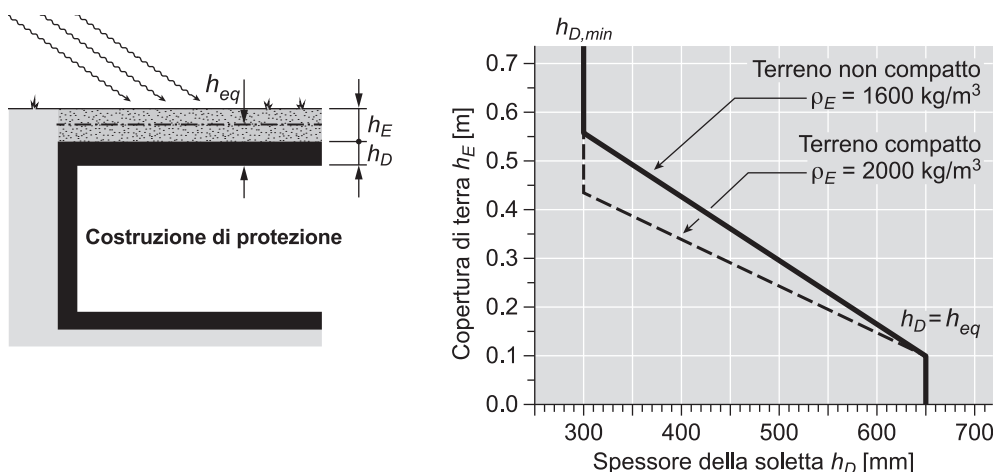 h_eq
h_E
h_D
Costruzione di protezione
h_D,min
Terreno non compatto
ρ_E = 1600 kg/m³
Terreno compatto
ρ_E = 2000 kg/m³
h_D = h_eq
Copertura di terra h_E [m]
0.7
0.6
0.5
0.4
0.3
0.2
0.1
0.0
300 400 500 600 700
Spessore della soletta h_D [mm]